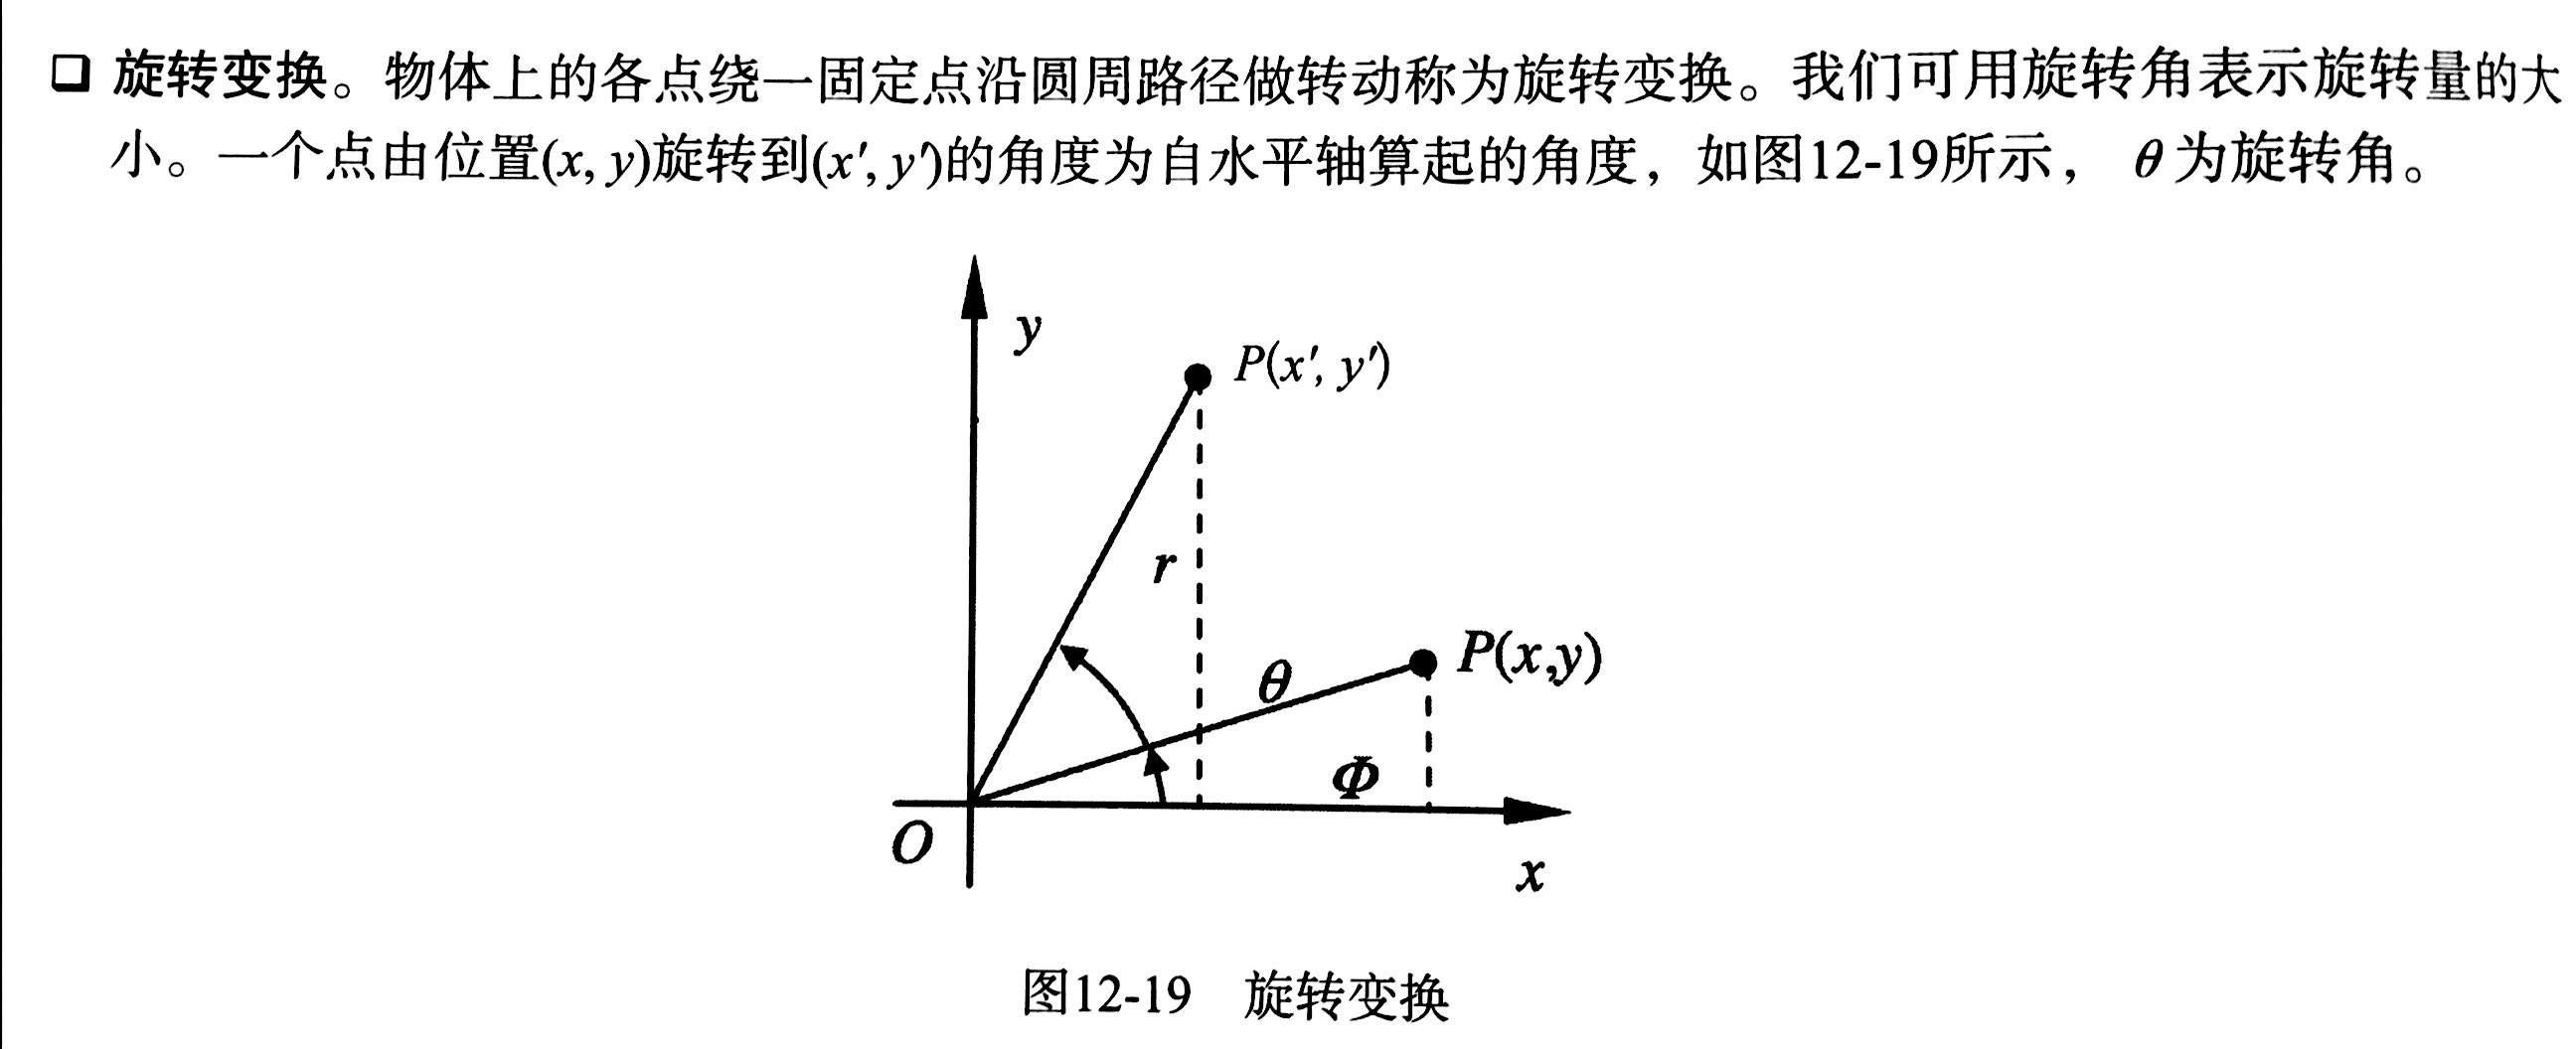 ❑ 旋转变换。物体上的各点绕一固定点沿圆周路径做转动称为旋转变换。我们可用旋转角表示旋转量的大
小。一个点由位置(x, y)旋转到(x′, y′)的角度为自水平轴算起的角度，如图12-19所示， θ为旋转角。
y
P(x′, y′)
r
P(x,y)
θ
Φ
O
x
图12-19 旋转变换